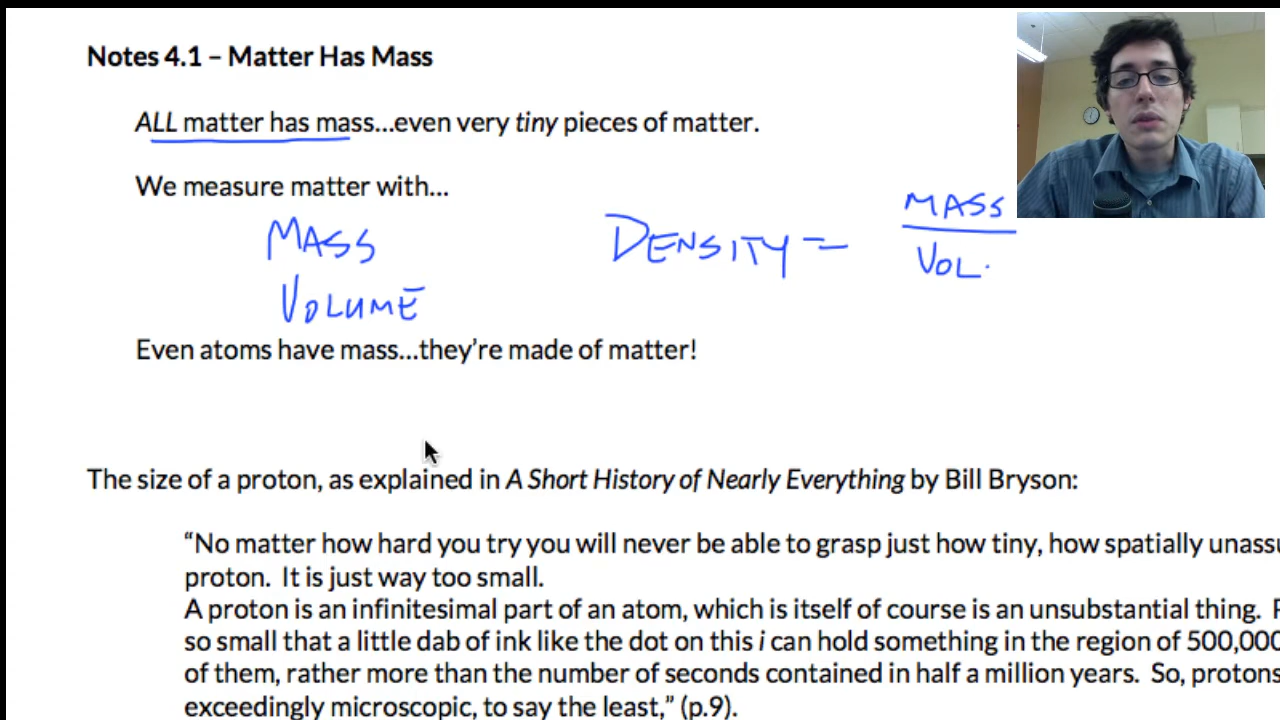 Notes 4.1 – Matter Has Mass
ALL matter has mass...even very tiny pieces of matter.
We measure matter with...
MASS
VOLUME
DENSITY = MASS
VOL.
Even atoms have mass...they're made of matter!
The size of a proton, as explained in A Short History of Nearly Everything by Bill Bryson:
“No matter how hard you try you will never be able to grasp just how tiny, how spatially
proton. It is just way too small.
A proton is an infinitesimal part of an atom, which is itself of course is an unsubstantial thing.
so small that a little dab of ink like the dot on this i can hold something in the region of 500,000
of them, rather more than the number of seconds contained in half a million years. So, protons
exceedingly microscopic, to say the least,” (p.9).